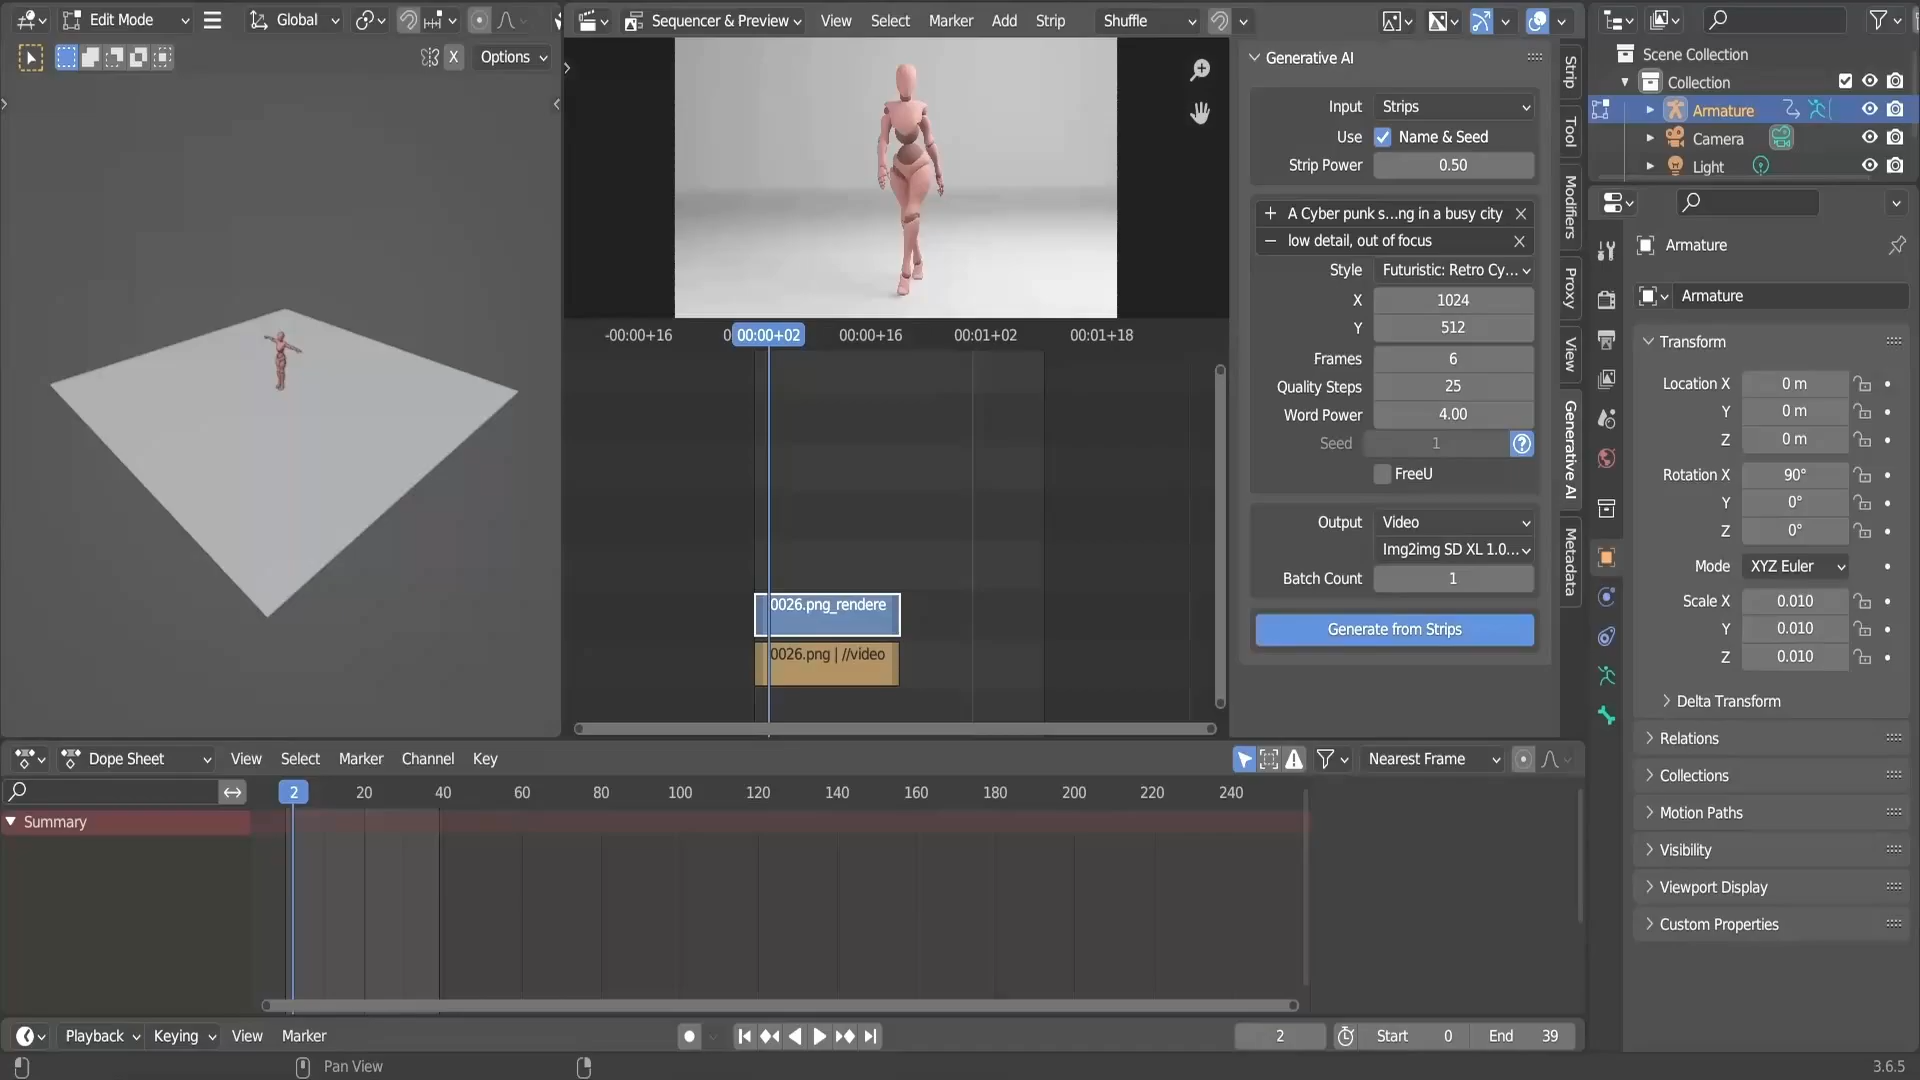 Edit Mode
Global
Sequencer & Preview
View
Select
Marker
Add
Strip
Shuffle
X
Options
Generative AI
Input
Strips
Use
Name & Seed
Strip Power
0.50
A Cyber punk s...ng in a busy city
low detail, out of focus
Style
Futuristic: Retro Cy...
X
1024
Y
512
Frames
6
Quality Steps
25
Word Power
4.00
Seed
1
FreeU
Output
Video
Img2img SD XL 1.0...
Batch Count
1
Generate from Strips
Strip
Tool
Modifiers
Proxy
View
Generative AI
Metadata
-00:00+16
0
00:00+02
00:00+16
00:01+02
00:01+18
0026.png_rendere
0026.png | //video
Scene Collection
Collection
Armature
Camera
Light
Armature
Armature
Transform
Location X
0 m
Y
0 m
Z
0 m
Rotation X
90°
Y
0°
Z
0°
Mode
XYZ Euler
Scale X
0.010
Y
0.010
Z
0.010
Delta Transform
Relations
Collections
Motion Paths
Visibility
Viewport Display
Custom Properties
Dope Sheet
View
Select
Marker
Channel
Key
Nearest Frame
2
20
40
60
80
100
120
140
160
180
200
220
240
Summary
Playback
Keying
View
Marker
2
Start
0
End
39
Pan View
3.6.5